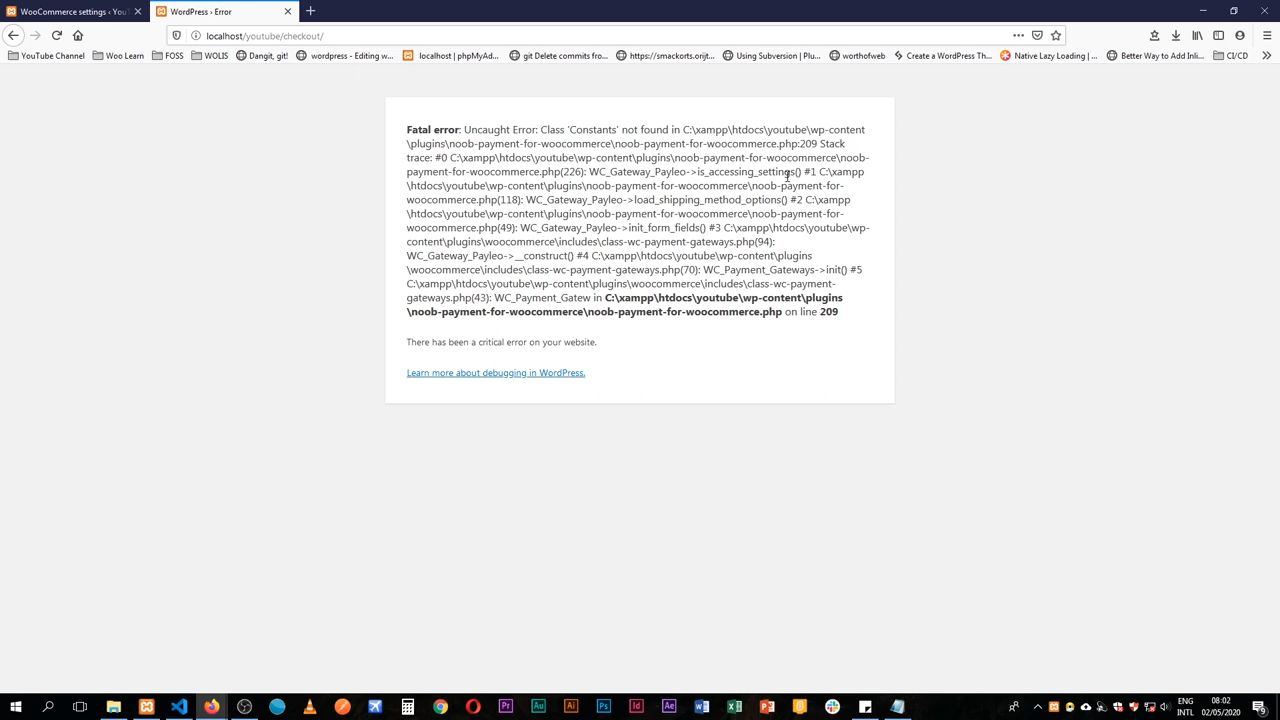 WooCommerce settings ‹ You
WordPress › Error
localhost/youtube/checkout/
YouTube Channel
Woo Learn
FOSS
WOLIS
Dangit, git!
wordpress - Editing w...
localhost | phpMyAd...
git Delete commits fro...
https://smackorts.orijt...
Using Subversion | Plu...
worthofweb
Create a WordPress Th...
Native Lazy Loading | ...
Better Way to Add Inli...
CI/CD
Fatal error: Uncaught Error: Class 'Constants' not found in C:\xampp\htdocs\youtube\wp-content
\plugins\noob-payment-for-woocommerce\noob-payment-for-woocommerce.php:209 Stack
trace: #0 C:\xampp\htdocs\youtube\wp-content\plugins\noob-payment-for-woocommerce\noob-
payment-for-woocommerce.php(226): WC_Gateway_Payleo->is_accessing_settings() #1 C:\xampp
\htdocs\youtube\wp-content\plugins\noob-payment-for-woocommerce\noob-payment-for-
woocommerce.php(118): WC_Gateway_Payleo->load_shipping_method_options() #2 C:\xampp
\htdocs\youtube\wp-content\plugins\noob-payment-for-woocommerce\noob-payment-for-
woocommerce.php(49): WC_Gateway_Payleo->init_form_fields() #3 C:\xampp\htdocs\youtube\wp-
content\plugins\woocommerce\includes\class-wc-payment-gateways.php(94):
WC_Gateway_Payleo->__construct() #4 C:\xampp\htdocs\youtube\wp-content\plugins
\woocommerce\includes\class-wc-payment-gateways.php(70): WC_Payment_Gateways->init() #5
C:\xampp\htdocs\youtube\wp-content\plugins\woocommerce\includes\class-wc-payment-
gateways.php(43): WC_Payment_Gatew in C:\xampp\htdocs\youtube\wp-content\plugins
\noob-payment-for-woocommerce\noob-payment-for-woocommerce.php on line 209
There has been a critical error on your website.
Learn more about debugging in WordPress.
Pr
Au
Ai
Ps
Id
Ae
ENG
INTL
08:02
02/05/2020